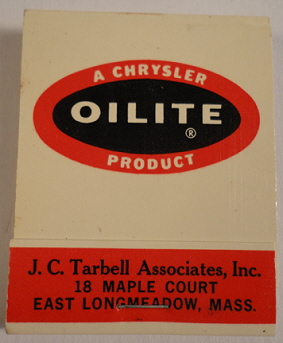 A CHRYSLER
OILITE
®
PRODUCT
J. C. Tarbell Associates, Inc.
18 MAPLE COURT
EAST LONGMEADOW, MASS.